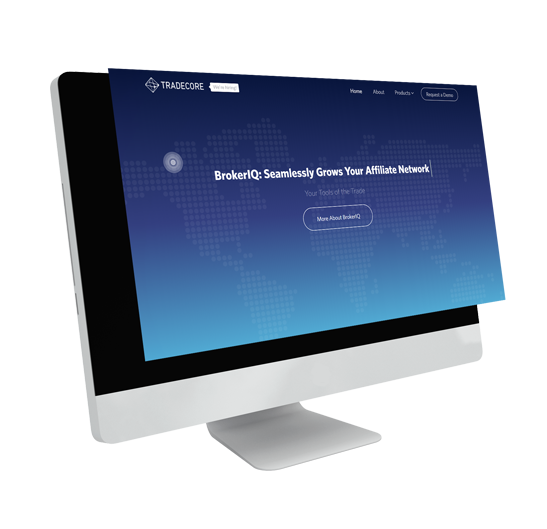 TRADECORE
We're hiring!
Home
About
Products
Request a Demo
BrokerIQ: Seamlessly Grows Your Affiliate Network
Your Tools of the Trade
More About BrokerIQ